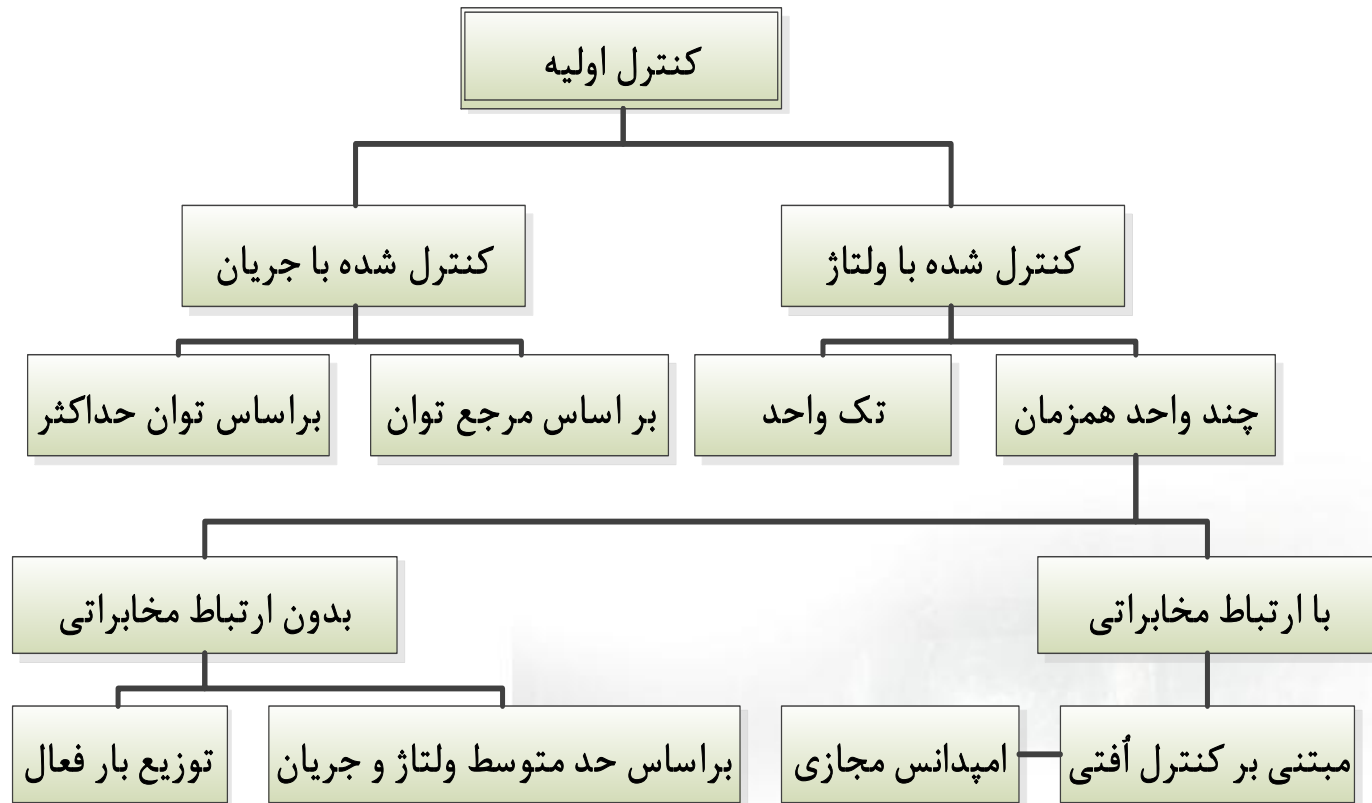 کنترل اولیه
کنترل شده با ولتاژ
کنترل شده با جریان
چند واحد همزمان
تک واحد
بر اساس مرجع توان
براساس توان حداکثر
با ارتباط مخابراتی
بدون ارتباط مخابراتی
مبتنی بر کنترل اُفتی
امپدانس مجازی
براساس حد متوسط ولتاژ و جریان
توزیع بار فعال